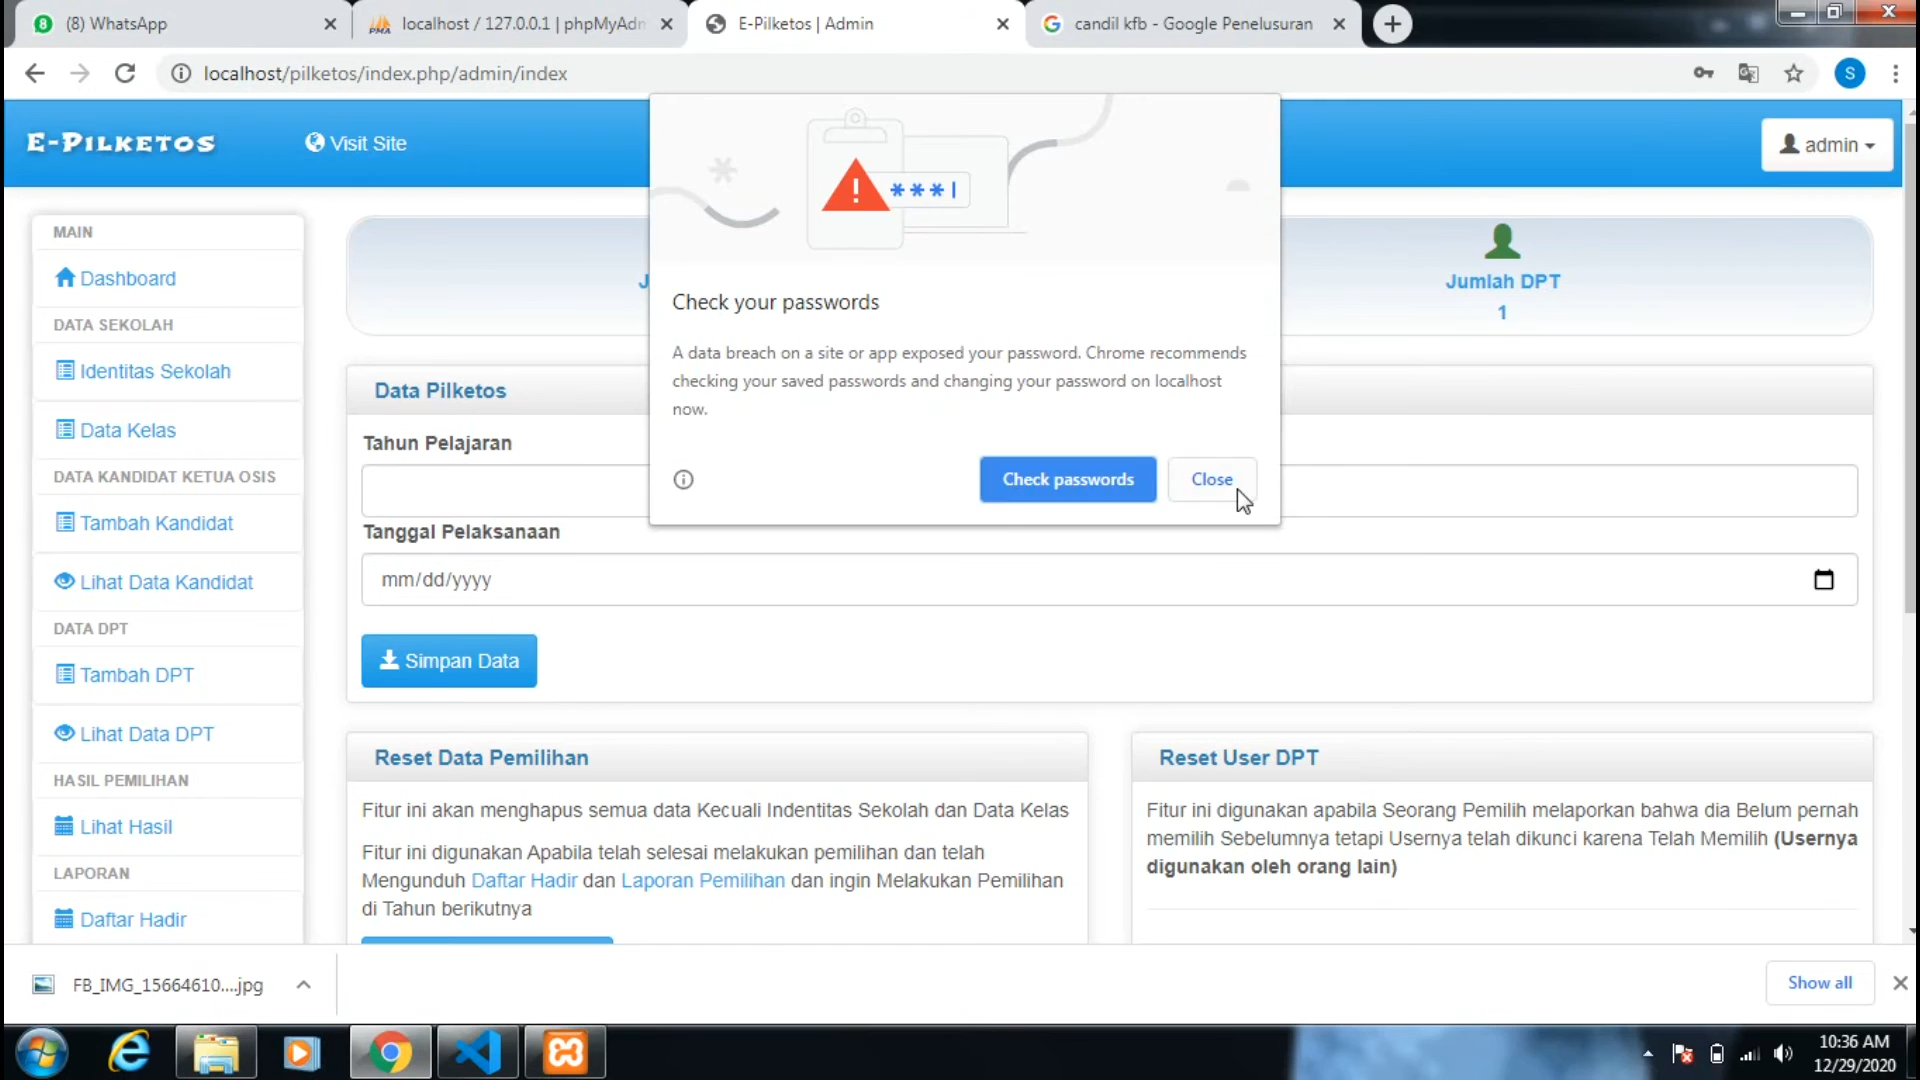 (8) WhatsApp
localhost / 127.0.0.1 | phpMyAdm
E-Pilketos | Admin
candil kfb - Google Penelusuran
localhost/pilketos/index.php/admin/index
S
E-Pilketos
Visit Site
admin
MAIN
Dashboard
DATA SEKOLAH
Identitas Sekolah
Data Kelas
DATA KANDIDAT KETUA OSIS
Tambah Kandidat
Lihat Data Kandidat
DATA DPT
Tambah DPT
Lihat Data DPT
HASIL PEMILIHAN
Lihat Hasil
LAPORAN
Daftar Hadir
Jumlah DPT
1
***|
Check your passwords
A data breach on a site or app exposed your password. Chrome recommends
checking your saved passwords and changing your password on localhost
now.
Check passwords
Close
Data Pilketos
Tahun Pelajaran
Tanggal Pelaksanaan
mm/dd/yyyy
Simpan Data
Reset Data Pemilihan
Fitur ini akan menghapus semua data Kecuali Indentitas Sekolah dan Data Kelas
Fitur ini digunakan Apabila telah selesai melakukan pemilihan dan telah
Mengunduh Daftar Hadir dan Laporan Pemilihan dan ingin Melakukan Pemilihan
di Tahun berikutnya
Reset User DPT
Fitur ini digunakan apabila Seorang Pemilih melaporkan bahwa dia Belum pernah
memilih Sebelumnya tetapi Usernya telah dikunci karena Telah Memilih (Usernya
digunakan oleh orang lain)
FB_IMG_15664610....jpg
Show all
10:36 AM
12/29/2020